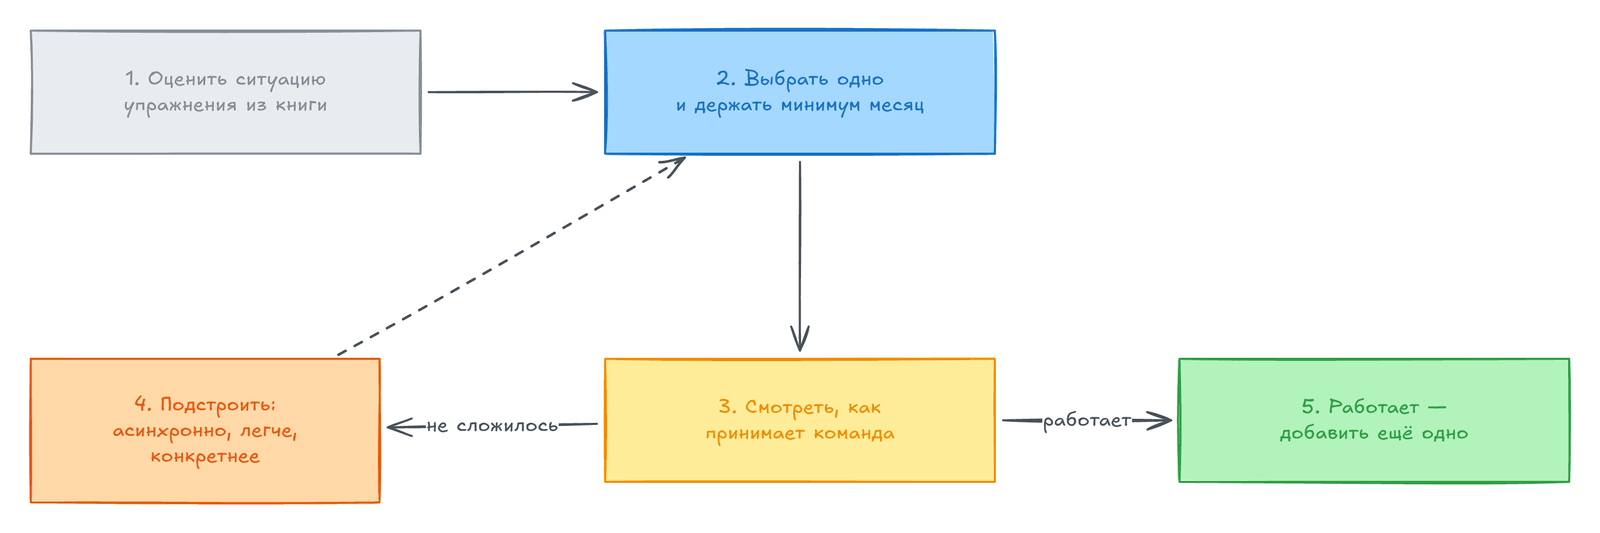 1. Оценить ситуацию
упражнения из книги
2. Выбрать одно
и держать минимум месяц
4. Подстроить:
асинхронно, легче,
конкретнее
не сложилось
3. Смотреть, как
принимает команда
работает
5. Работает —
добавить ещё одно